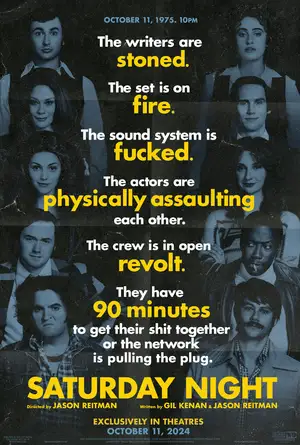 OCTOBER 11, 1975. 10PM
The writers are
stoned.
The set is on
fire.
The sound system is
fucked.
The actors are
physically assaulting
each other.
The crew is in open
revolt.
They have
90 minutes
to get their shit together
or the network
is pulling the plug.
SATURDAY NIGHT
Directed by JASON REITMAN Written by GIL KENAN & JASON REITMAN
EXCLUSIVELY IN THEATRES
OCTOBER 11, 2024